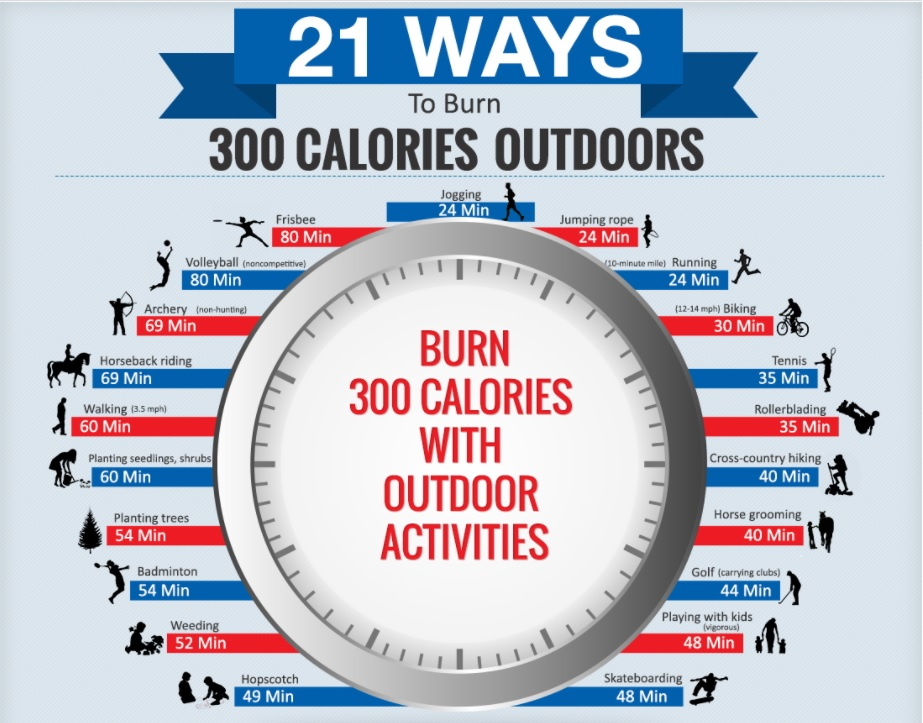 21 WAYS
To Burn
300 CALORIES OUTDOORS
Jogging
24 Min
Jumping rope
24 Min
(10-minute mile) Running
24 Min
(12-14 mph) Biking
30 Min
Tennis
35 Min
Rollerblading
35 Min
Cross-country hiking
40 Min
Horse grooming
40 Min
Golf (carrying clubs)
44 Min
Playing with kids
(vigorous)
48 Min
Skateboarding
48 Min
Hopscotch
49 Min
Weeding
52 Min
Badminton
54 Min
Planting trees
54 Min
Planting seedlings, shrubs
60 Min
Walking (3.5 mph)
60 Min
Horseback riding
69 Min
Archery (non-hunting)
69 Min
Volleyball (noncompetitive)
80 Min
Frisbee
80 Min
BURN
300 CALORIES
WITH
OUTDOOR
ACTIVITIES